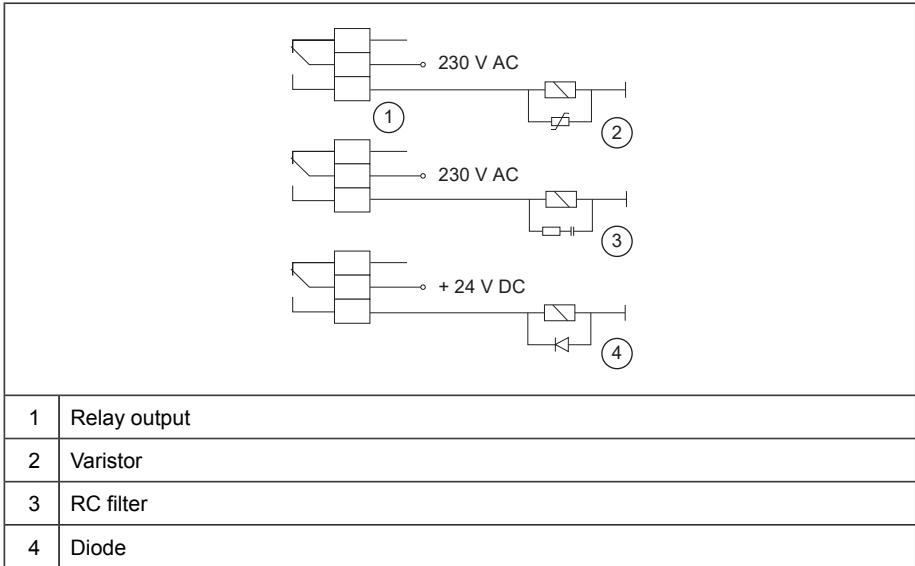 230 V AC
1
2
230 V AC
3
+ 24 V DC
4
1 Relay output
2 Varistor
3 RC filter
4 Diode